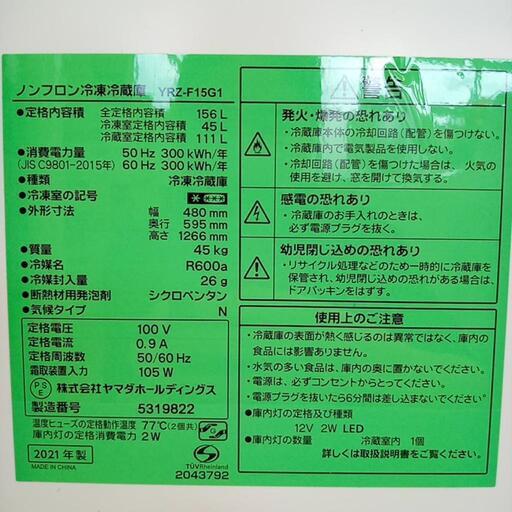 ノンフロン冷凍冷蔵庫 YRZ-F15G1
●定格内容積 全定格内容積 156 L
冷凍室定格内容積 45 L
冷蔵室定格内容積 111 L
●消費電力量 50 Hz 300 kWh/年
(JIS C9801-2015年) 60 Hz 300 kWh/年
●種類 冷凍冷蔵庫
●冷凍室の記号
●外形寸法 幅 480 mm
奥行 595 mm
高さ 1266 mm
●質量 45 kg
●冷媒名 R600a
●冷媒封入量 26 g
●断熱材用発泡剤 シクロペンタン
●気候タイプ N
定格電圧 100 V
定格電流 0.9 A
定格周波数 50/60 Hz
電取装置入力 105 W
PSE 株式会社ヤマダホールディングス
製造番号 5319822
温度ヒューズの定格動作温度 77℃(2個共)
庫内灯の定格消費電力 2 W
2021 年製
MADE IN CHINA
TÜVRheinland
2043792
警告
発火・爆発の恐れあり
・冷蔵庫本体の冷却回路(配管)を傷つけない。
・冷蔵庫内で電気製品を使用しない。
・冷却回路(配管)を傷つけた場合は、火気の
使用を避け、窓を開けて換気する。
感電の恐れあり
・冷蔵庫のお手入れのときは、
必ず電源プラグを抜く。
幼児閉じ込めの恐れあり
・リサイクル処理などのため一時的に冷蔵庫
を保管され、幼児閉じ込めが懸念される場合は、
ドアパッキンをはずす。
使用上のご注意
・冷蔵庫の表面が熱く感じるのは異常ではなく、庫内の
食品には影響ありません。
・水気の多い食品は、庫内の奥に置かないでください。
・電源は、必ずコンセントからとってください。
・電源プラグを抜いたら6分間は差し込まないでください。
●庫内灯の定格及び種類
12V 2W LED
●庫内灯の数量 冷蔵室内 1個
・詳しくは取扱説明書をご覧ください。